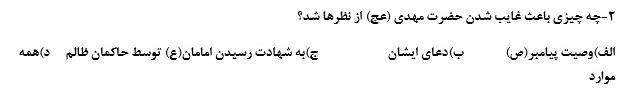 ۲-چه چیزی باعث غایب شدن حضرت مهدی (عج) از نظرها شد؟
الف)وصیت پیامبر(ص) ب)دعای ایشان ج)به شهادت رسیدن امامان(ع) توسط حاکمان ظالم د)همه
موارد